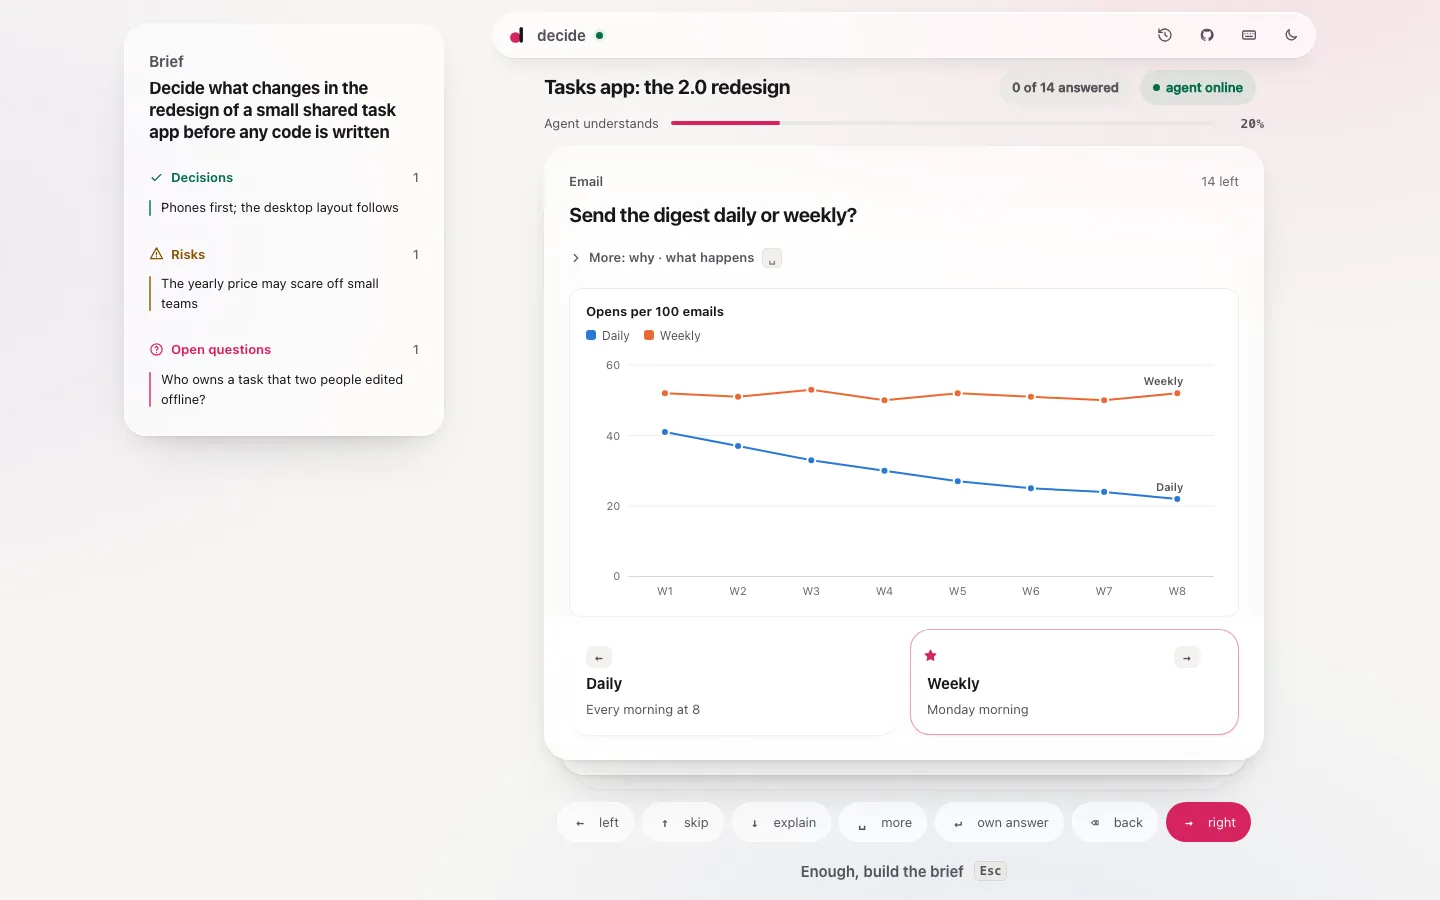 Brief
Decide what changes in the
redesign of a small shared task
app before any code is written
Decisions 1
Phones first; the desktop layout follows
Risks 1
The yearly price may scare off small
teams
Open questions 1
Who owns a task that two people edited
offline?
decide
Tasks app: the 2.0 redesign
0 of 14 answered
agent online
Agent understands
20%
Email
14 left
Send the digest daily or weekly?
More: why · what happens ␣
Opens per 100 emails
Daily Weekly
60
40
20
0
Weekly
Daily
W1 W2 W3 W4 W5 W6 W7 W8
←
Daily
Every morning at 8
→
Weekly
Monday morning
← left
↑ skip
↓ explain
␣ more
↵ own answer
⌫ back
→ right
Enough, build the brief Esc